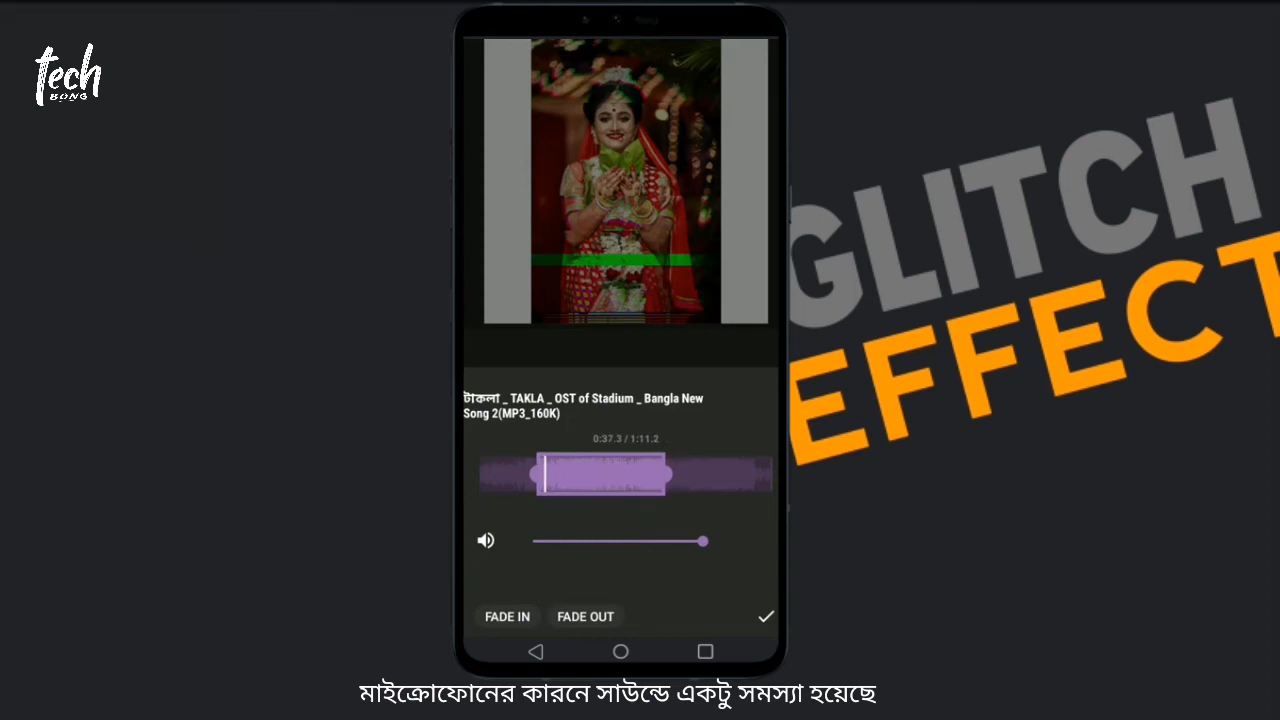 tech
BONG
GLITCH
EFFECT
টাকলা _ TAKLA _ OST of Stadium _ Bangla New
Song 2(MP3_160K)
0:37.3 / 1:11.2
FADE IN
FADE OUT
মাইক্রোফোনের কারনে সাউন্ডে একটু সমস্যা হয়েছে